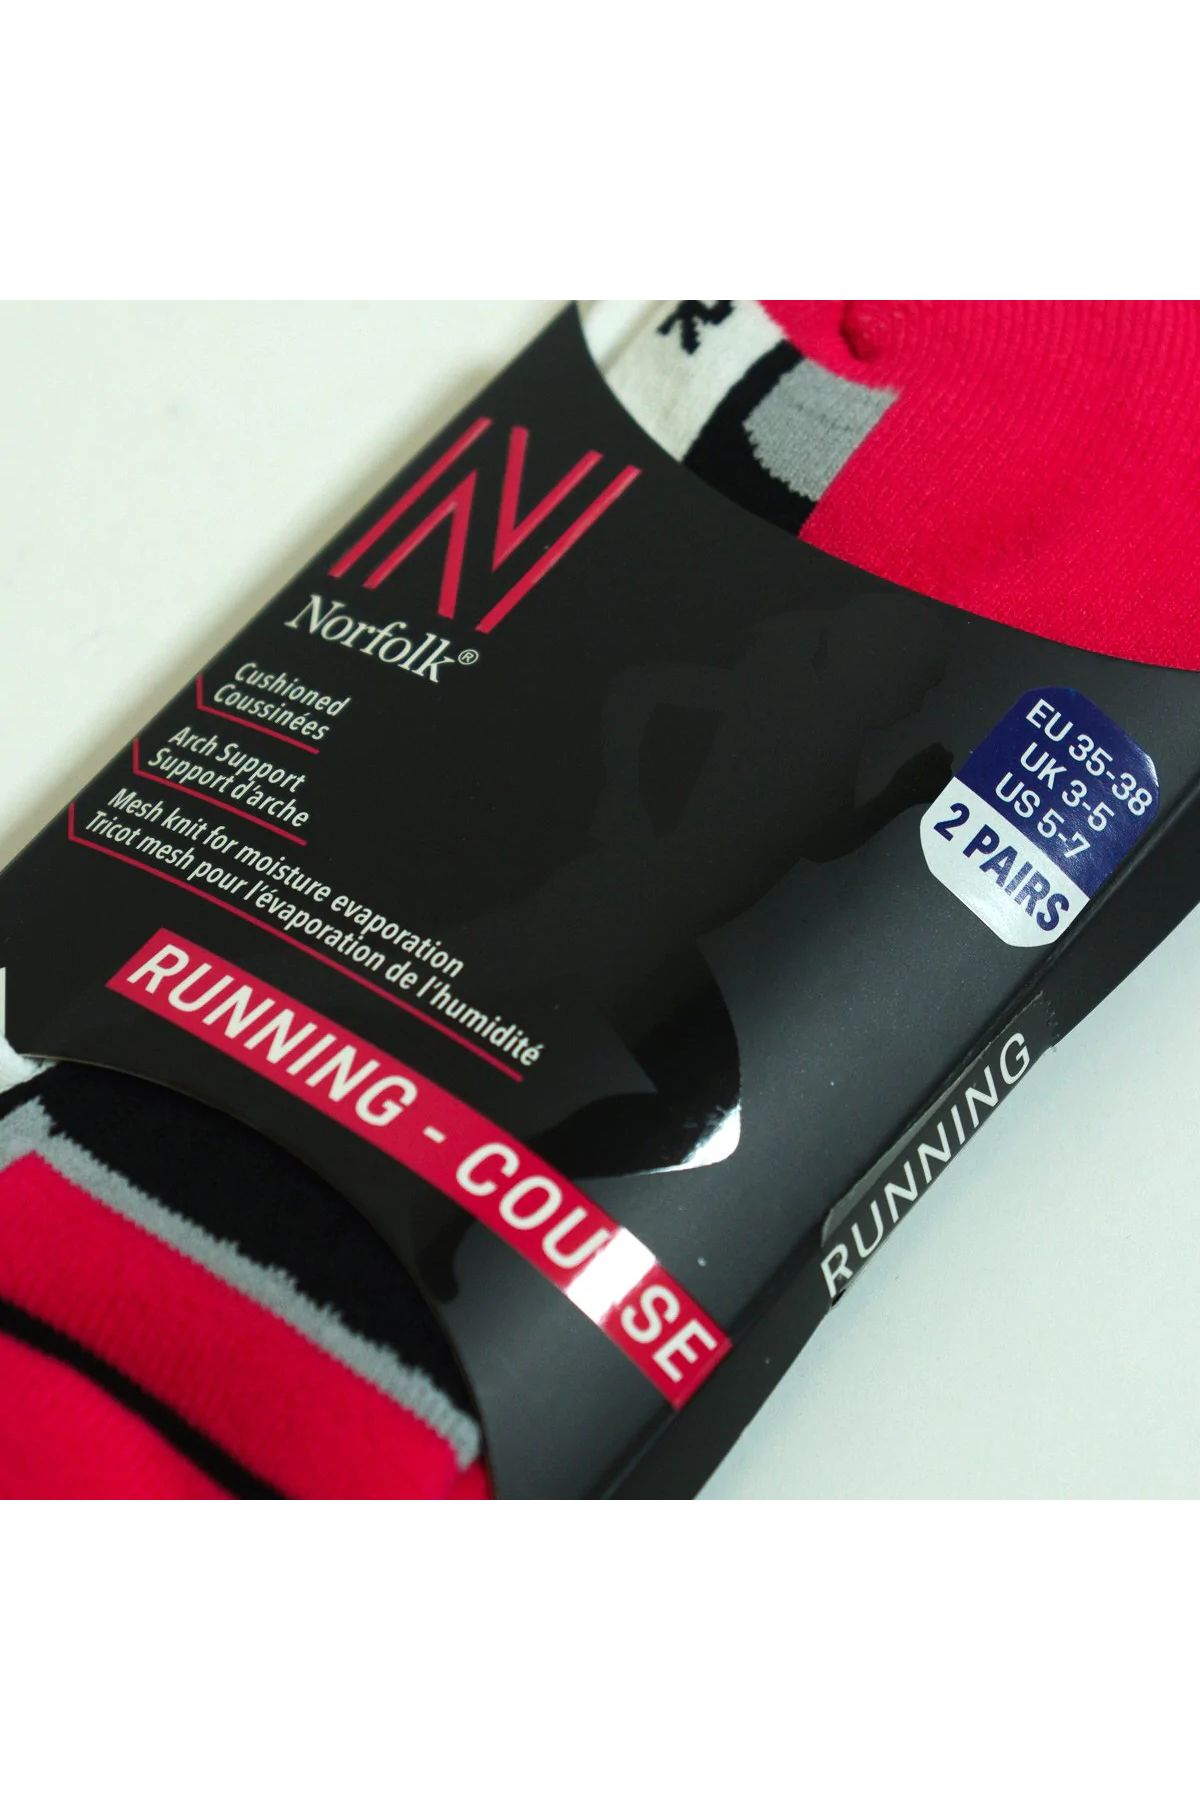 Norfolk®
Cushioned
Coussinées
Arch Support
Support d'arche
Mesh knit for moisture evaporation
Tricot mesh pour l'évaporation de l'humidité
RUNNING - COURSE
EU 35-38
UK 3-5
US 5-7
2 PAIRS
RUNNING